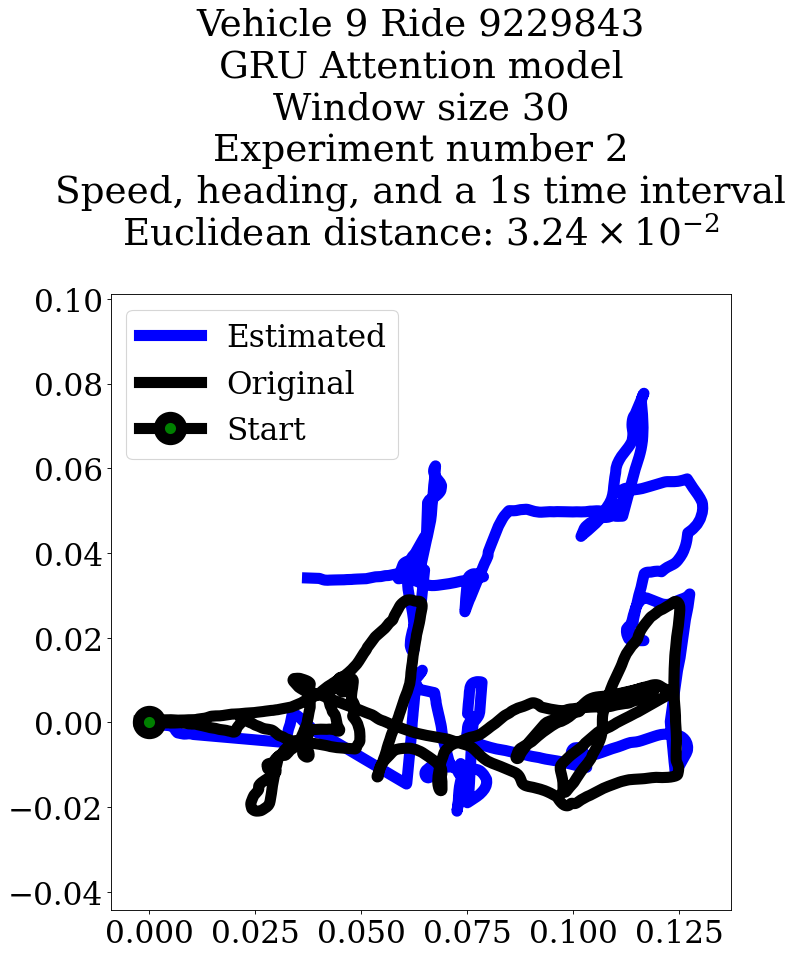 Vehicle 9 Ride 9229843
GRU Attention model
Window size 30
Experiment number 2
Speed, heading, and a 1s time interval
Euclidean distance: 3.24 × 10⁻²
0.10
0.08
0.06
0.04
0.02
0.00
−0.02
−0.04
Estimated
Original
Start
0.000 0.025 0.050 0.075 0.100 0.125